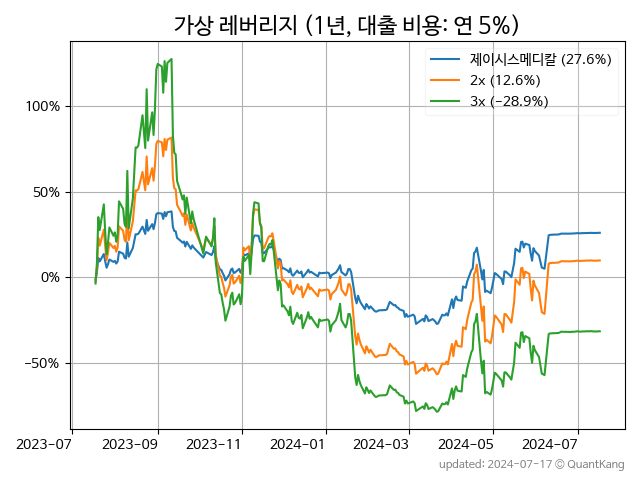 가상 레버리지 (1년, 대출 비용: 연 5%)
제이시스메디칼 (27.6%)
2x (12.6%)
3x (−28.9%)
100%
50%
0%
−50%
2023-07 2023-09 2023-11 2024-01 2024-03 2024-05 2024-07
updated: 2024-07-17 © QuantKang